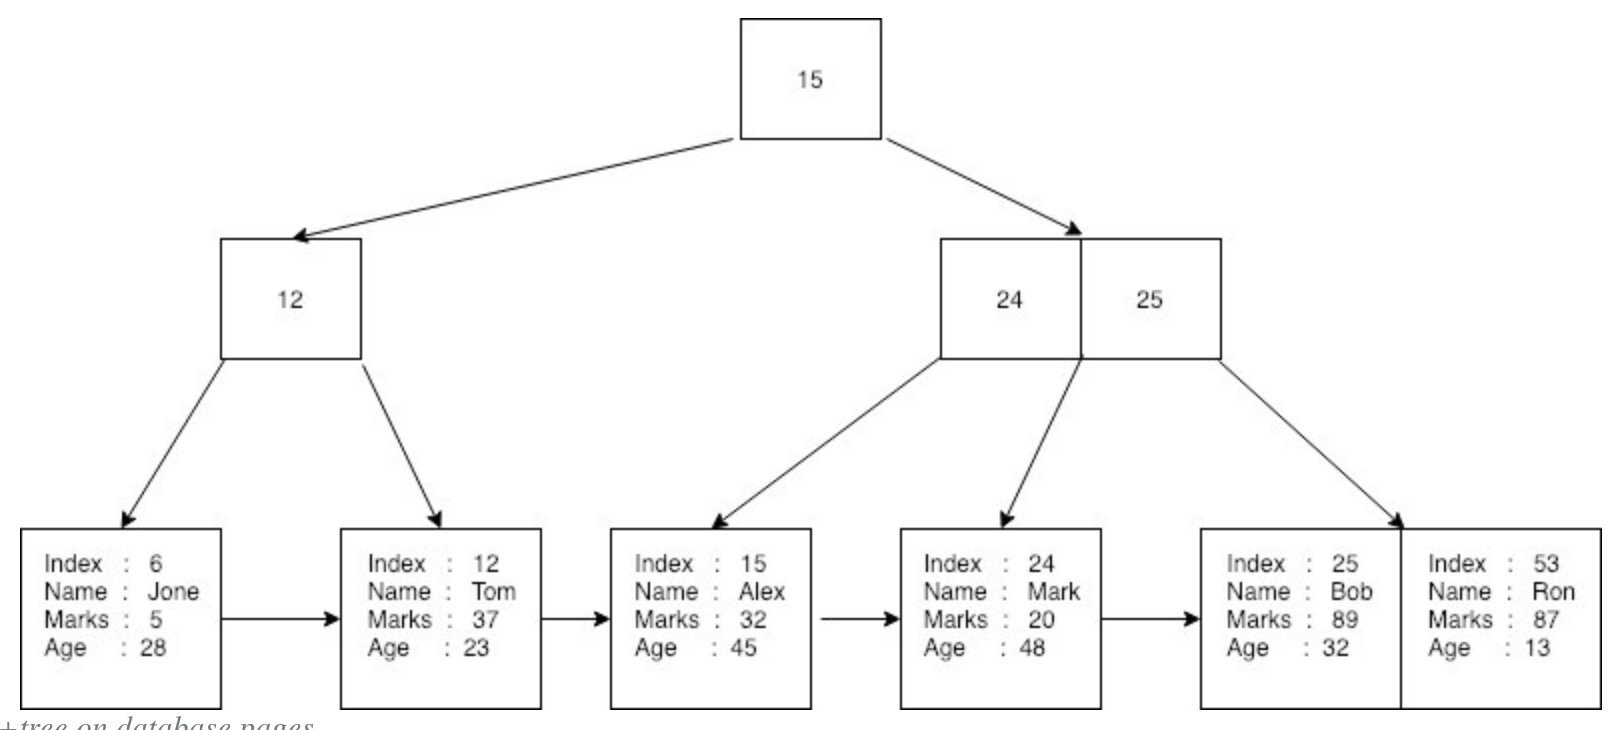 15
12
24 25
Index : 6
Name : Jone
Marks : 5
Age : 28
Index : 12
Name : Tom
Marks : 37
Age : 23
Index : 15
Name : Alex
Marks : 32
Age : 45
Index : 24
Name : Mark
Marks : 20
Age : 48
Index : 25
Name : Bob
Marks : 89
Age : 32
Index : 53
Name : Ron
Marks : 87
Age : 13
+tree on database pages